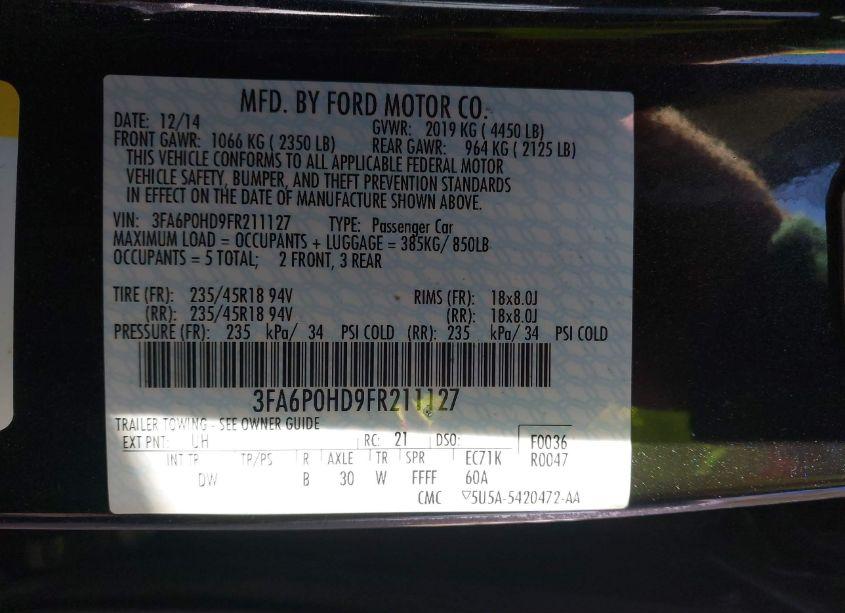 MFD. BY FORD MOTOR CO.
DATE: 12/14 GVWR: 2019 KG ( 4450 LB)
FRONT GAWR: 1066 KG ( 2350 LB) REAR GAWR: 964 KG ( 2125 LB)
THIS VEHICLE CONFORMS TO ALL APPLICABLE FEDERAL MOTOR
VEHICLE SAFETY, BUMPER, AND THEFT PREVENTION STANDARDS
IN EFFECT ON THE DATE OF MANUFACTURE SHOWN ABOVE.
VIN: 3FA6P0HD9FR211127 TYPE: Passenger Car
MAXIMUM LOAD = OCCUPANTS + LUGGAGE = 385KG/ 850LB
OCCUPANTS = 5 TOTAL; 2 FRONT, 3 REAR
TIRE (FR): 235/45R18 94V RIMS (FR): 18x8.0J
(RR): 235/45R18 94V (RR): 18x8.0J
PRESSURE (FR): 235 kPa/ 34 PSI COLD (RR): 235 kPa/ 34 PSI COLD
3FA6P0HD9FR211127
TRAILER TOWING - SEE OWNER GUIDE
EXT PNT: UH RC: 21 DSO: F0036
INT TR TP/PS R AXLE TR SPR EC71K R0047
DW B 30 W FFFF 60A
CMC ▽5U5A-5420472-AA